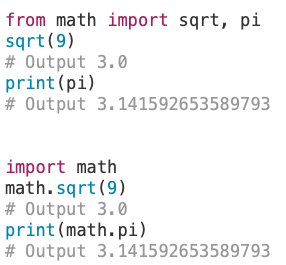 from math import sqrt, pi
sqrt(9)
# Output 3.0
print(pi)
# Output 3.141592653589793
import math
math.sqrt(9)
# Output 3.0
print(math.pi)
# Output 3.141592653589793